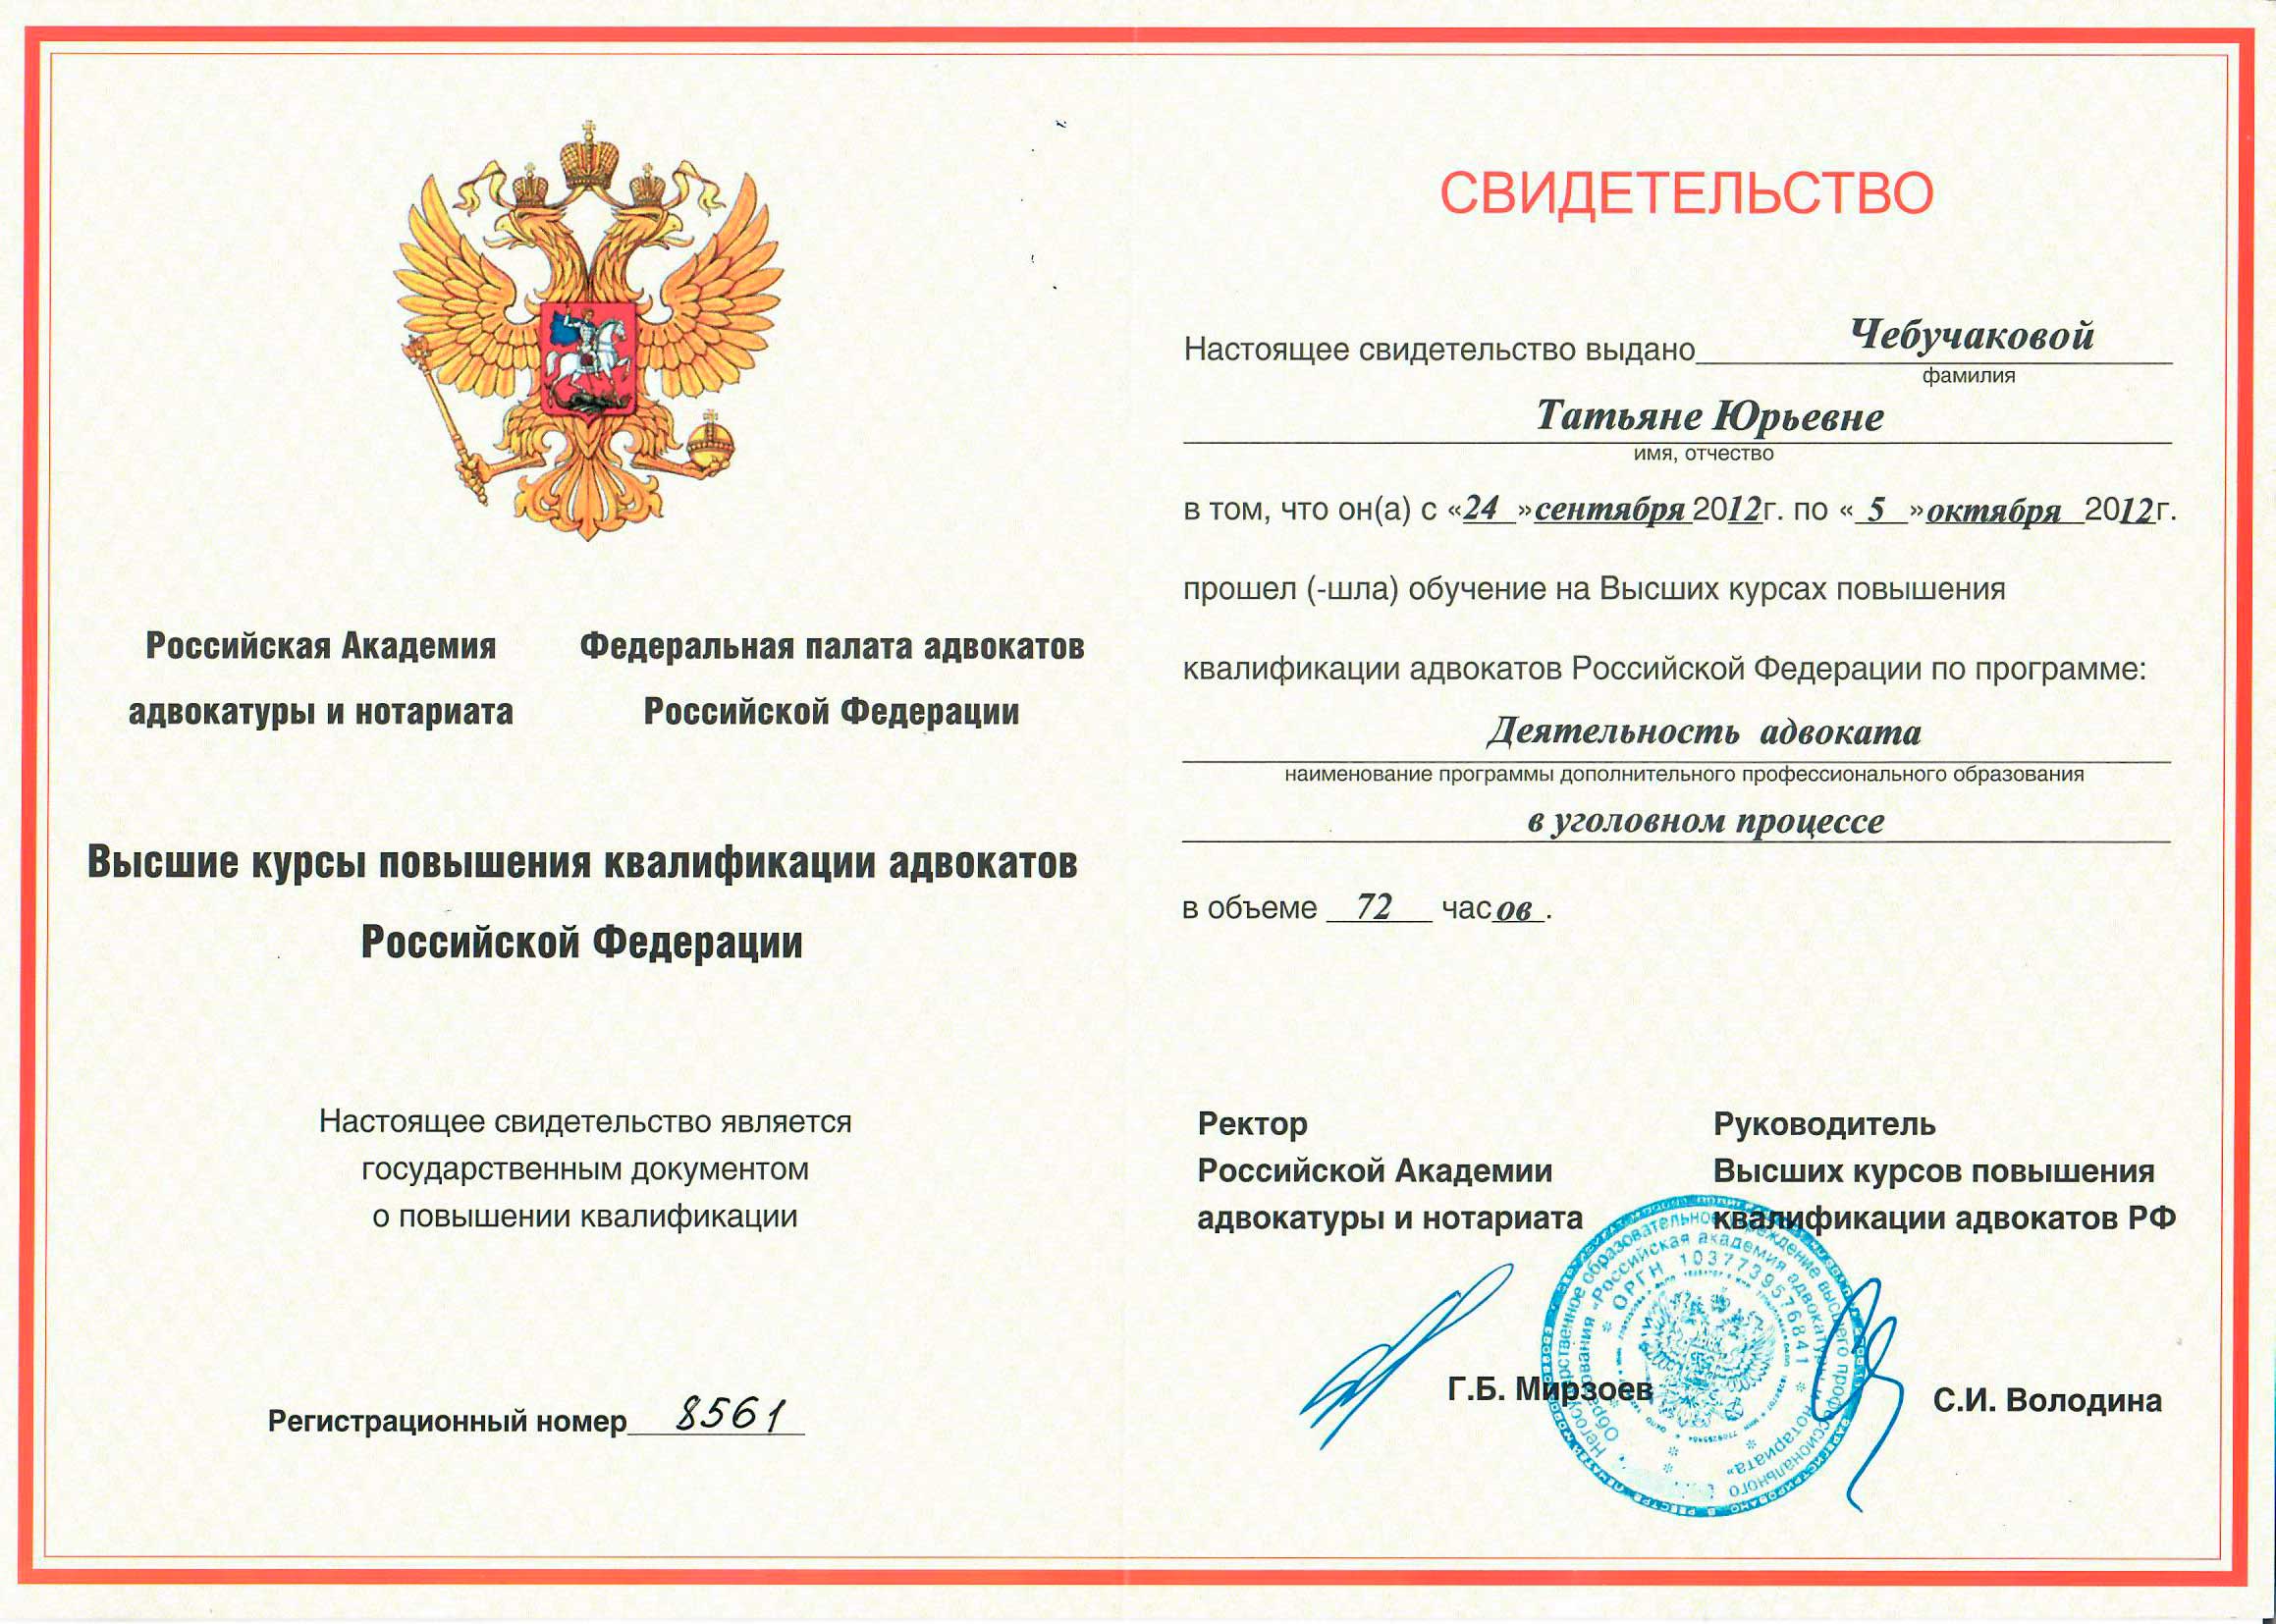 Российская Академия
адвокатуры и нотариата
Федеральная палата адвокатов
Российской Федерации
Высшие курсы повышения квалификации адвокатов
Российской Федерации
Настоящее свидетельство является
государственным документом
о повышении квалификации
Регистрационный номер 8561
СВИДЕТЕЛЬСТВО
Настоящее свидетельство выдано Чебучаковой
фамилия
Татьяне Юрьевне
имя, отчество
в том, что он(а) с «24 » сентября 2012г. по « 5 » октября 2012г.
прошел (-шла) обучение на Высших курсах повышения
квалификации адвокатов Российской Федерации по программе:
Деятельность адвоката
наименование программы дополнительного профессионального образования
в уголовном процессе
в объеме 72 часов.
Ректор
Российской Академии
адвокатуры и нотариата
Руководитель
Высших курсов повышения
квалификации адвокатов РФ
Г.Б. Мирзоев
С.И. Володина
Негосударственное образовательное учреждение высшего профессионального
образования «Российская академия адвокатуры и нотариата»
ОРГН 1037739576841